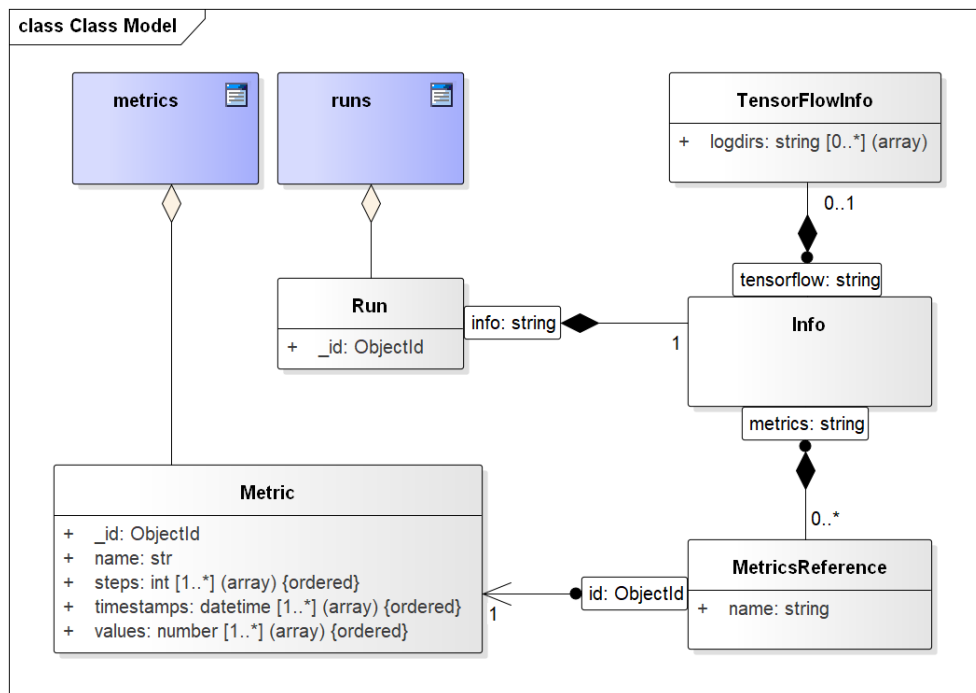 class Class Model
metrics
runs
TensorFlowInfo
+ logdirs: string [0..*] (array)
0..1
tensorflow: string
Run
+ _id: ObjectId
info: string
1
Info
metrics: string
0..*
Metric
+ _id: ObjectId
+ name: str
+ steps: int [1..*] (array) {ordered}
+ timestamps: datetime [1..*] (array) {ordered}
+ values: number [1..*] (array) {ordered}
1
id: ObjectId
MetricsReference
+ name: string